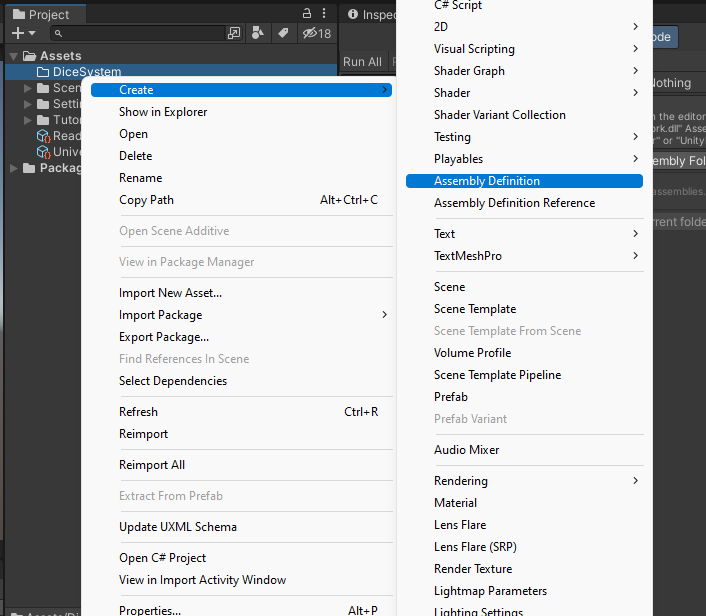 Project
Inspec
18
Assets
DiceSystem
Scen
Settin
Tutor
Read
Unive
Packag
Run All
Create
Show in Explorer
Open
Delete
Rename
Copy Path Alt+Ctrl+C
Open Scene Additive
View in Package Manager
Import New Asset...
Import Package
Export Package...
Find References In Scene
Select Dependencies
Refresh Ctrl+R
Reimport
Reimport All
Extract From Prefab
Update UXML Schema
Open C# Project
View in Import Activity Window
Properties... Alt+P
C# Script
2D
Visual Scripting
Shader Graph
Shader
Shader Variant Collection
Testing
Playables
Assembly Definition
Assembly Definition Reference
Text
TextMeshPro
Scene
Scene Template
Scene Template From Scene
Volume Profile
Scene Template Pipeline
Prefab
Prefab Variant
Audio Mixer
Rendering
Material
Lens Flare
Lens Flare (SRP)
Render Texture
Lightmap Parameters
Lighting Settings
ode
Nothing
n the editor
ork.dll" Asse
r" or "Unity
embly Fol
assemblies.
rrent folde
Assets/Di